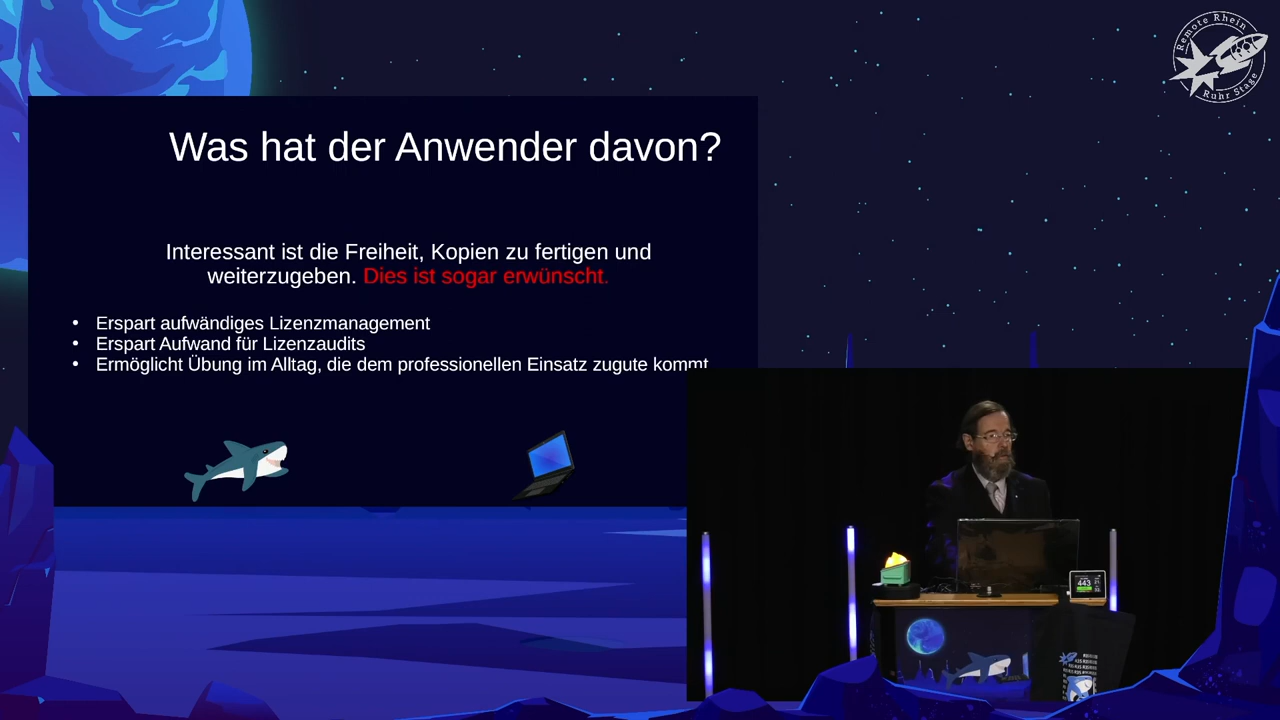 Remote Rhein
Ruhr Stage
Was hat der Anwender davon?
Interessant ist die Freiheit, Kopien zu fertigen und
weiterzugeben. Dies ist sogar erwünscht.
• Erspart aufwändiges Lizenzmanagement
• Erspart Aufwand für Lizenzaudits
• Ermöglicht Übung im Alltag, die dem professionellen Einsatz zugute kommt
443